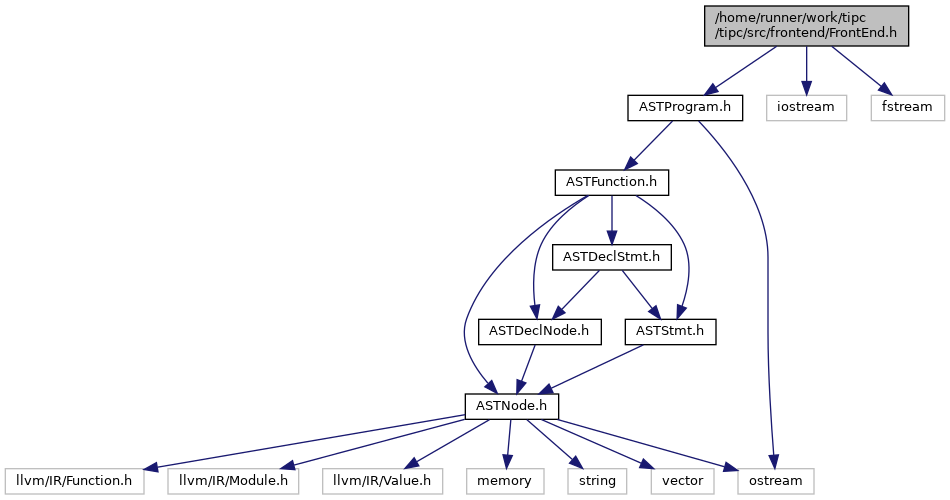 /home/runner/work/tipc
/tipc/src/frontend/FrontEnd.h
ASTProgram.h
iostream
fstream
ASTFunction.h
ASTDeclStmt.h
ASTDeclNode.h
ASTStmt.h
ASTNode.h
llvm/IR/Function.h
llvm/IR/Module.h
llvm/IR/Value.h
memory
string
vector
ostream